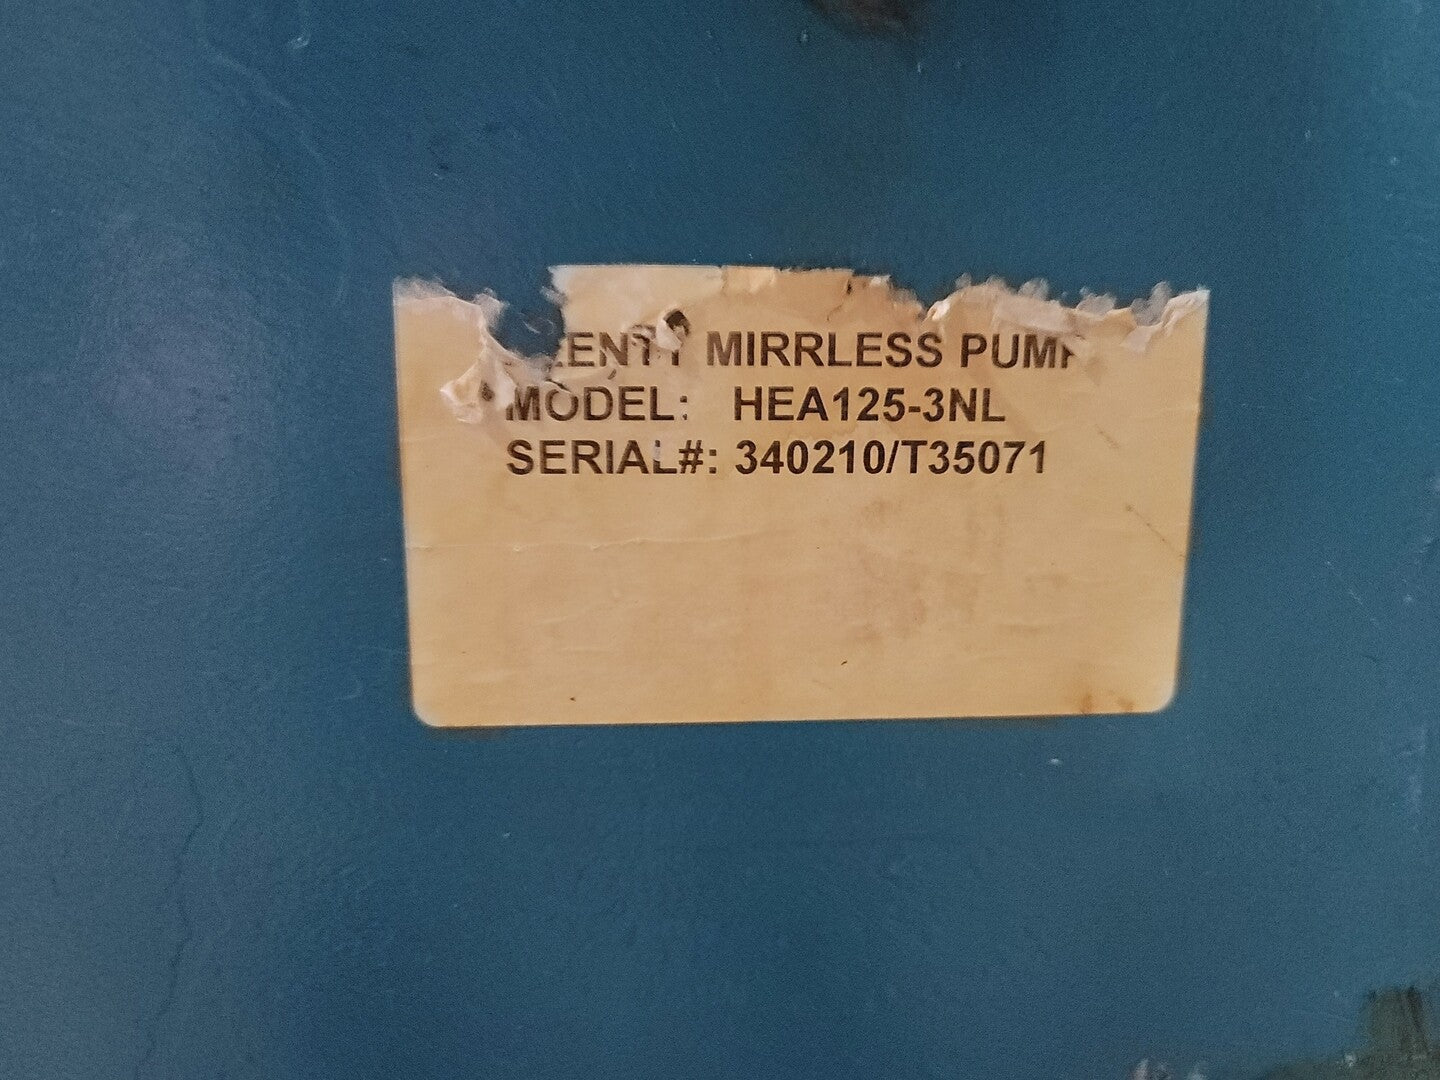 MIRRLESS PUMP
MODEL: HEA125-3NL
SERIAL#: 340210/T35071